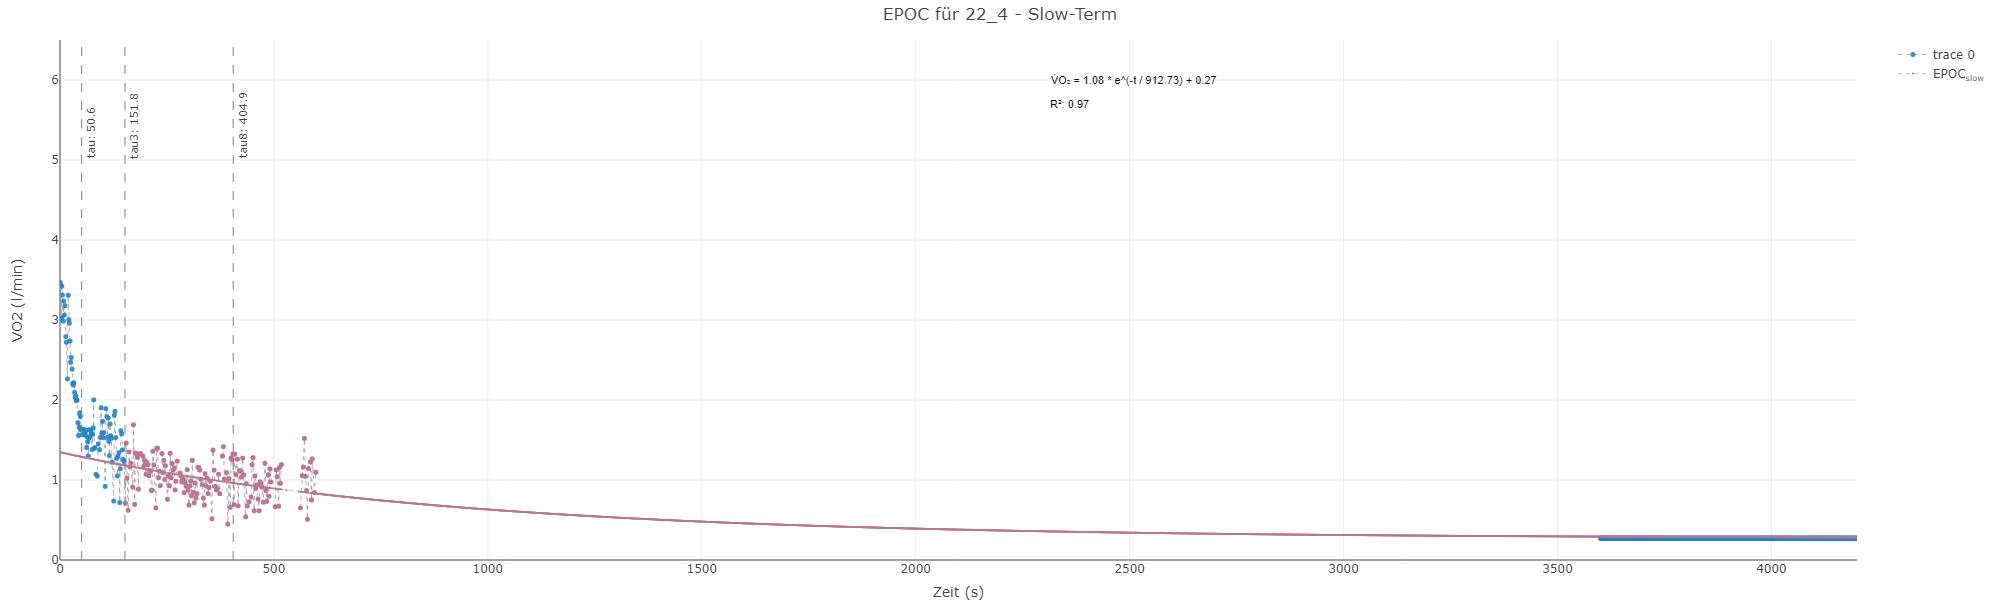 EPOC für 22_4 - Slow-Term
trace 0
EPOCslow
V̇O₂ = 1.08 * e^(-t / 912.73) + 0.27
R²: 0.97
tau: 50.6
tau3: 151.8
tau8: 404.9
VO2 (l/min)
6
5
4
3
2
1
0
0
500
1000
1500
2000
2500
3000
3500
4000
Zeit (s)